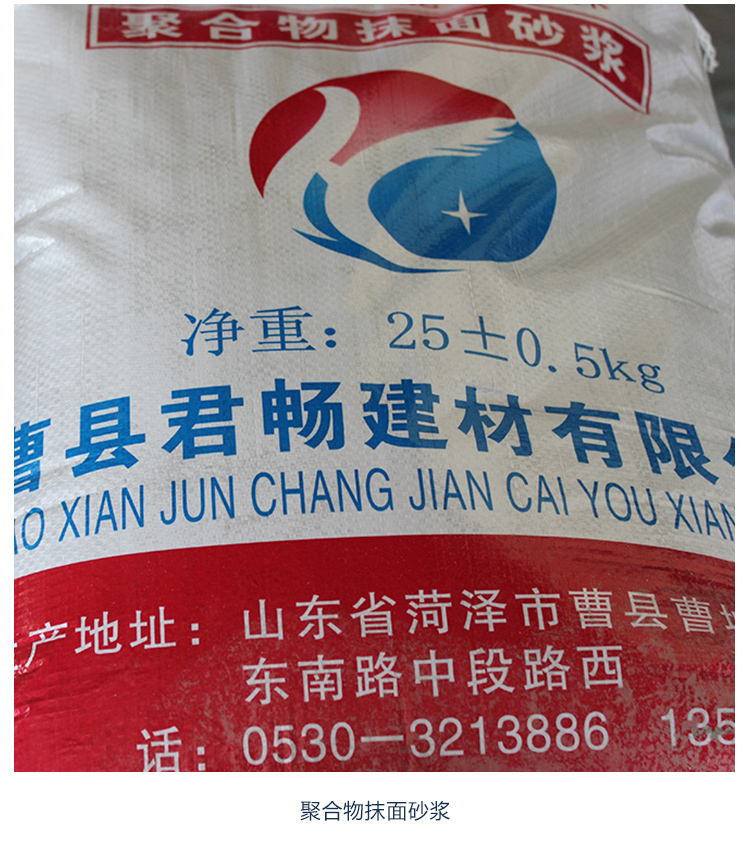 聚合物抹面砂浆
净重：25±0.5kg
曹县君畅建材有限
AO XIAN JUN CHANG JIAN CAI YOU XIAN
产地址：山东省菏泽市曹县曹
东南路中段路西
话：0530—3213886 135
聚合物抹面砂浆